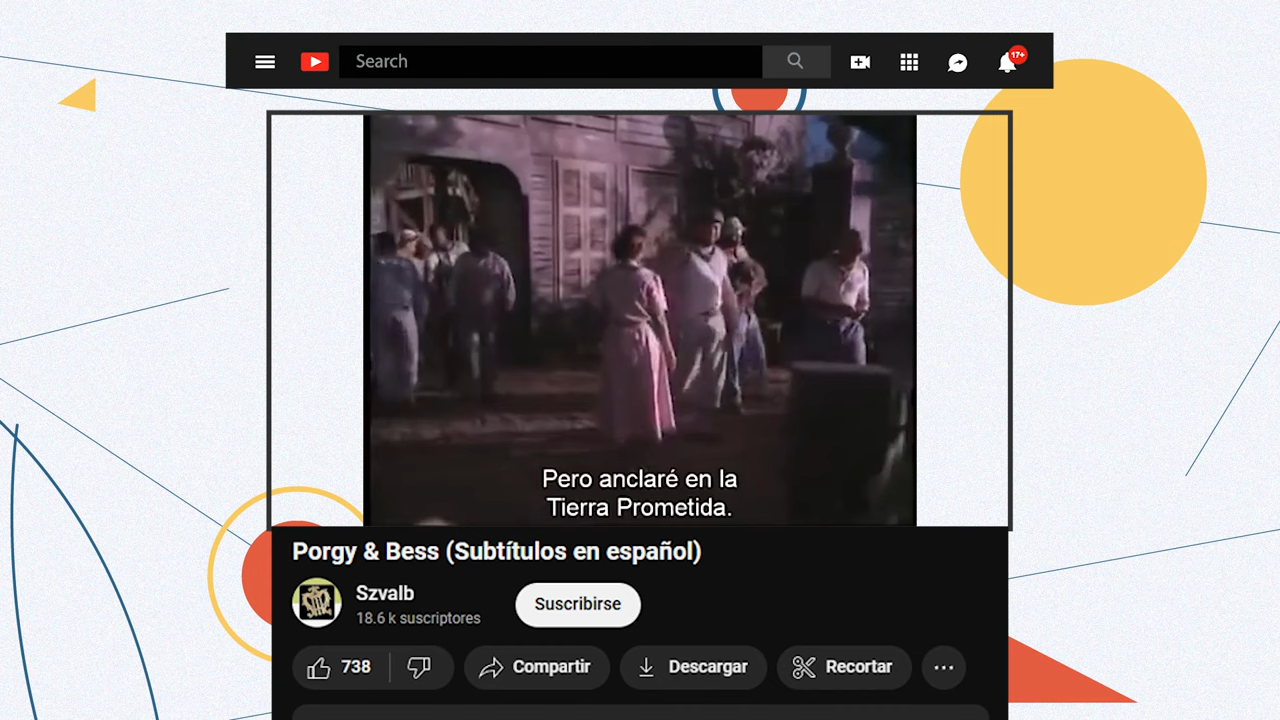 Search
17+
Pero anclaré en la
Tierra Prometida.
Porgy & Bess (Subtítulos en español)
Szvalb
18.6 k suscriptores
Suscribirse
738
Compartir
Descargar
Recortar